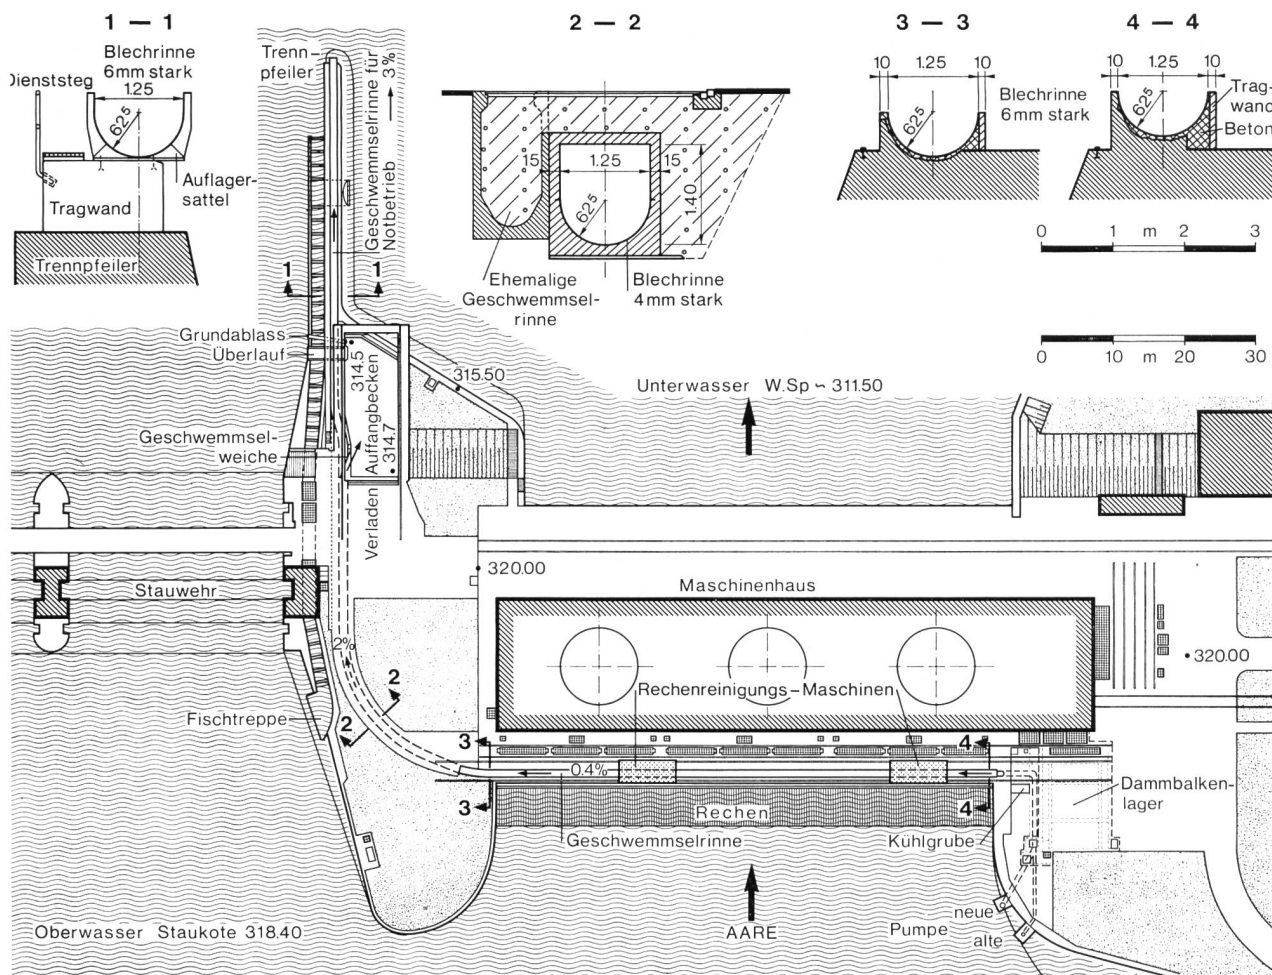 1 — 1
Blechrinne
6mm stark
Dienststeg
1.25
625
Auflager-
sattel
Tragwand
Trennpfeiler
Trenn-
pfeiler
Geschwemmselrinne für
Notbetrieb
3%
2 — 2
15
1.25
15
625
1.40
Ehemalige
Geschwemmsel-
rinne
Blechrinne
4mm stark
3 — 3
10
1.25
10
625
Blechrinne
6mm stark
4 — 4
10
1.25
10
625
Trag-
wand
Beton
0 1 m 2 3
0 10 m 20 30
1
1
Grundablass
Überlauf
314.5
Auffangbecken
314.7
Verladen
315.50
Geschwemmsel-
weiche
Unterwasser W.Sp ~ 311.50
320.00
Stauwehr
Maschinenhaus
320.00
2%
2
2
Rechenreinigungs-Maschinen
Fischtreppe
3
4
0.4%
3
4
Rechen
Dammbalken-
lager
Geschwemmselrinne
Kühlgrube
Oberwasser Staukote 318.40
AARE
Pumpe
neue
alte